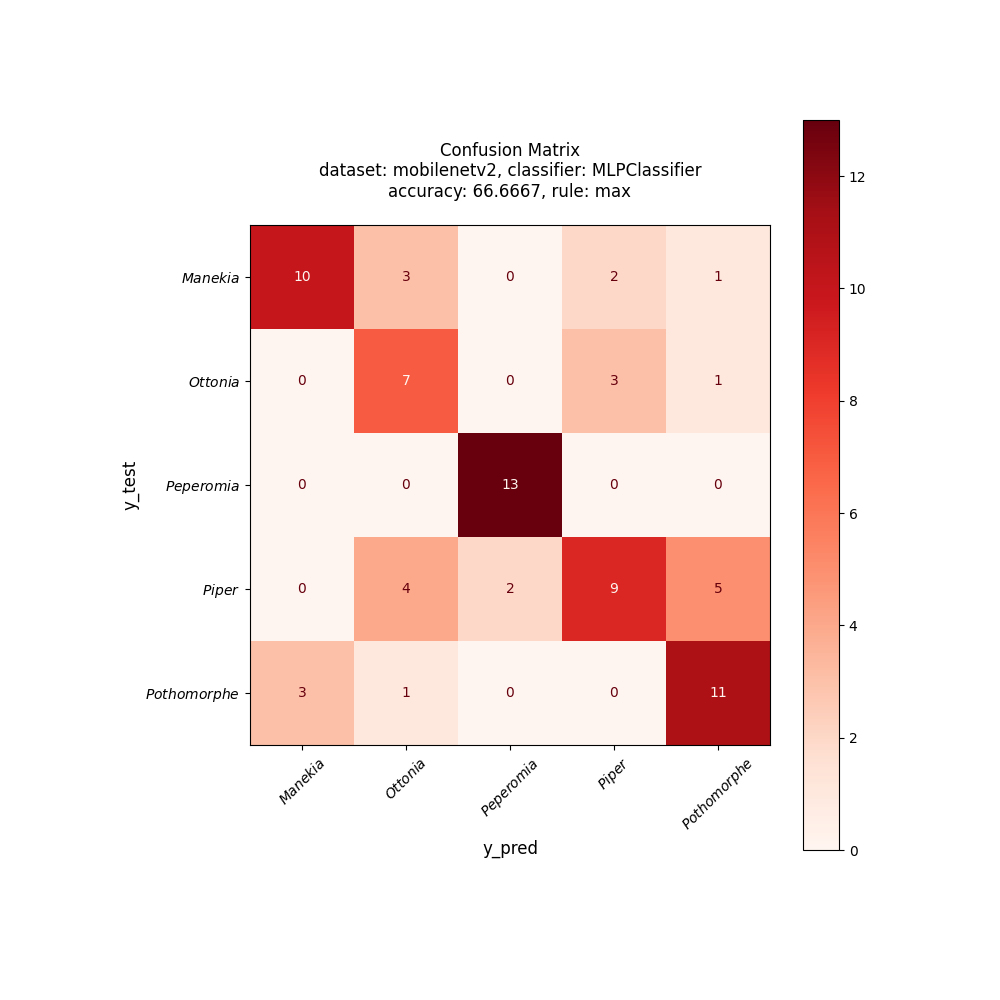 Confusion Matrix
dataset: mobilenetv2, classifier: MLPClassifier
accuracy: 66.6667, rule: max
Manekia 10 3 0 2 1
Ottonia 0 7 0 3 1
Peperomia 0 0 13 0 0
Piper 0 4 2 9 5
Pothomorphe 3 1 0 0 11
Manekia Ottonia Peperomia Piper Pothomorphe
y_test
y_pred
12
10
8
6
4
2
0